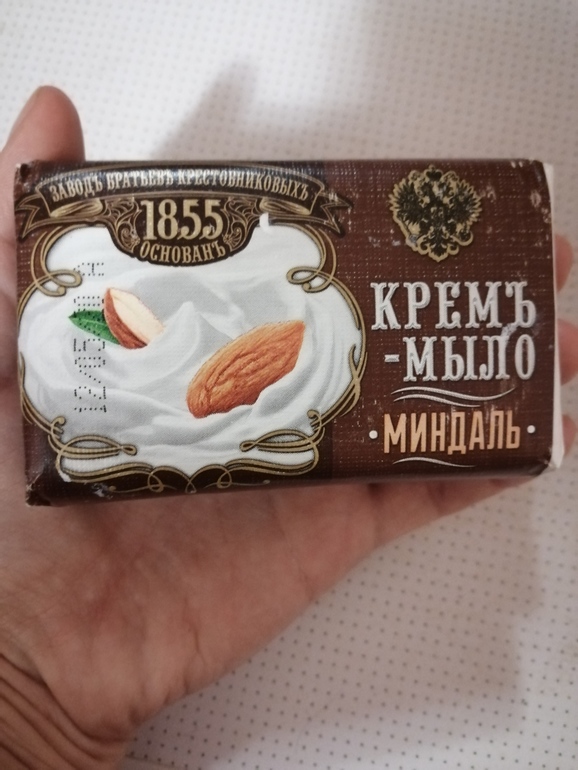 ЗАВОДЪ БРАТЬЕВЪ КРЕСТОВНИКОВЫХЪ
1855
ОСНОВАНЪ
КРЕМЪ
-МЫЛО
• МИНДАЛЬ •